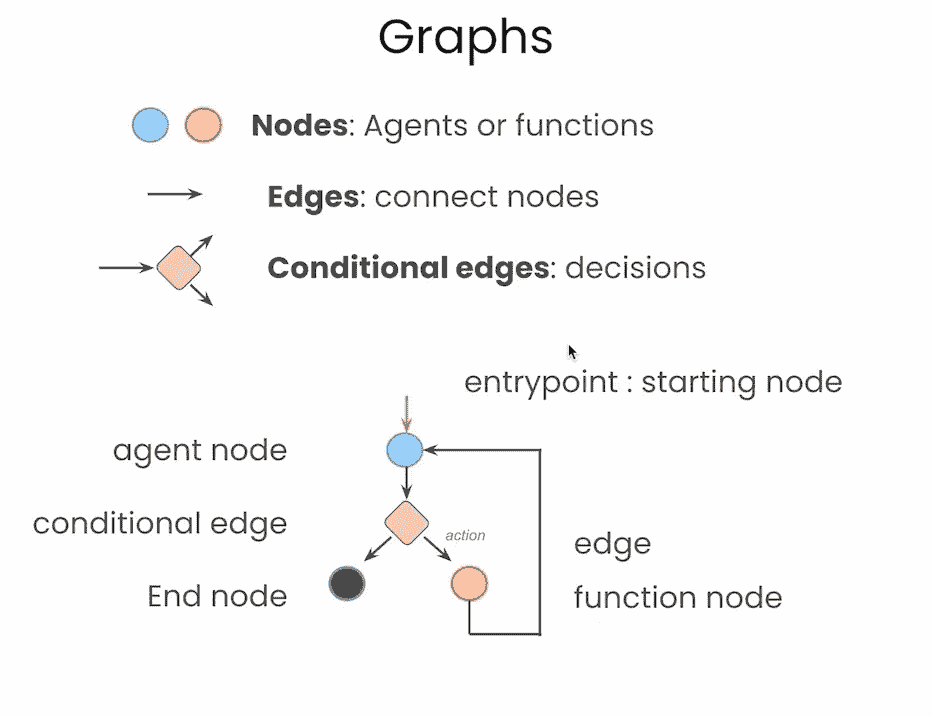 Graphs
Nodes: Agents or functions
Edges: connect nodes
Conditional edges: decisions
entrypoint : starting node
agent node
conditional edge
action
edge
End node
function node